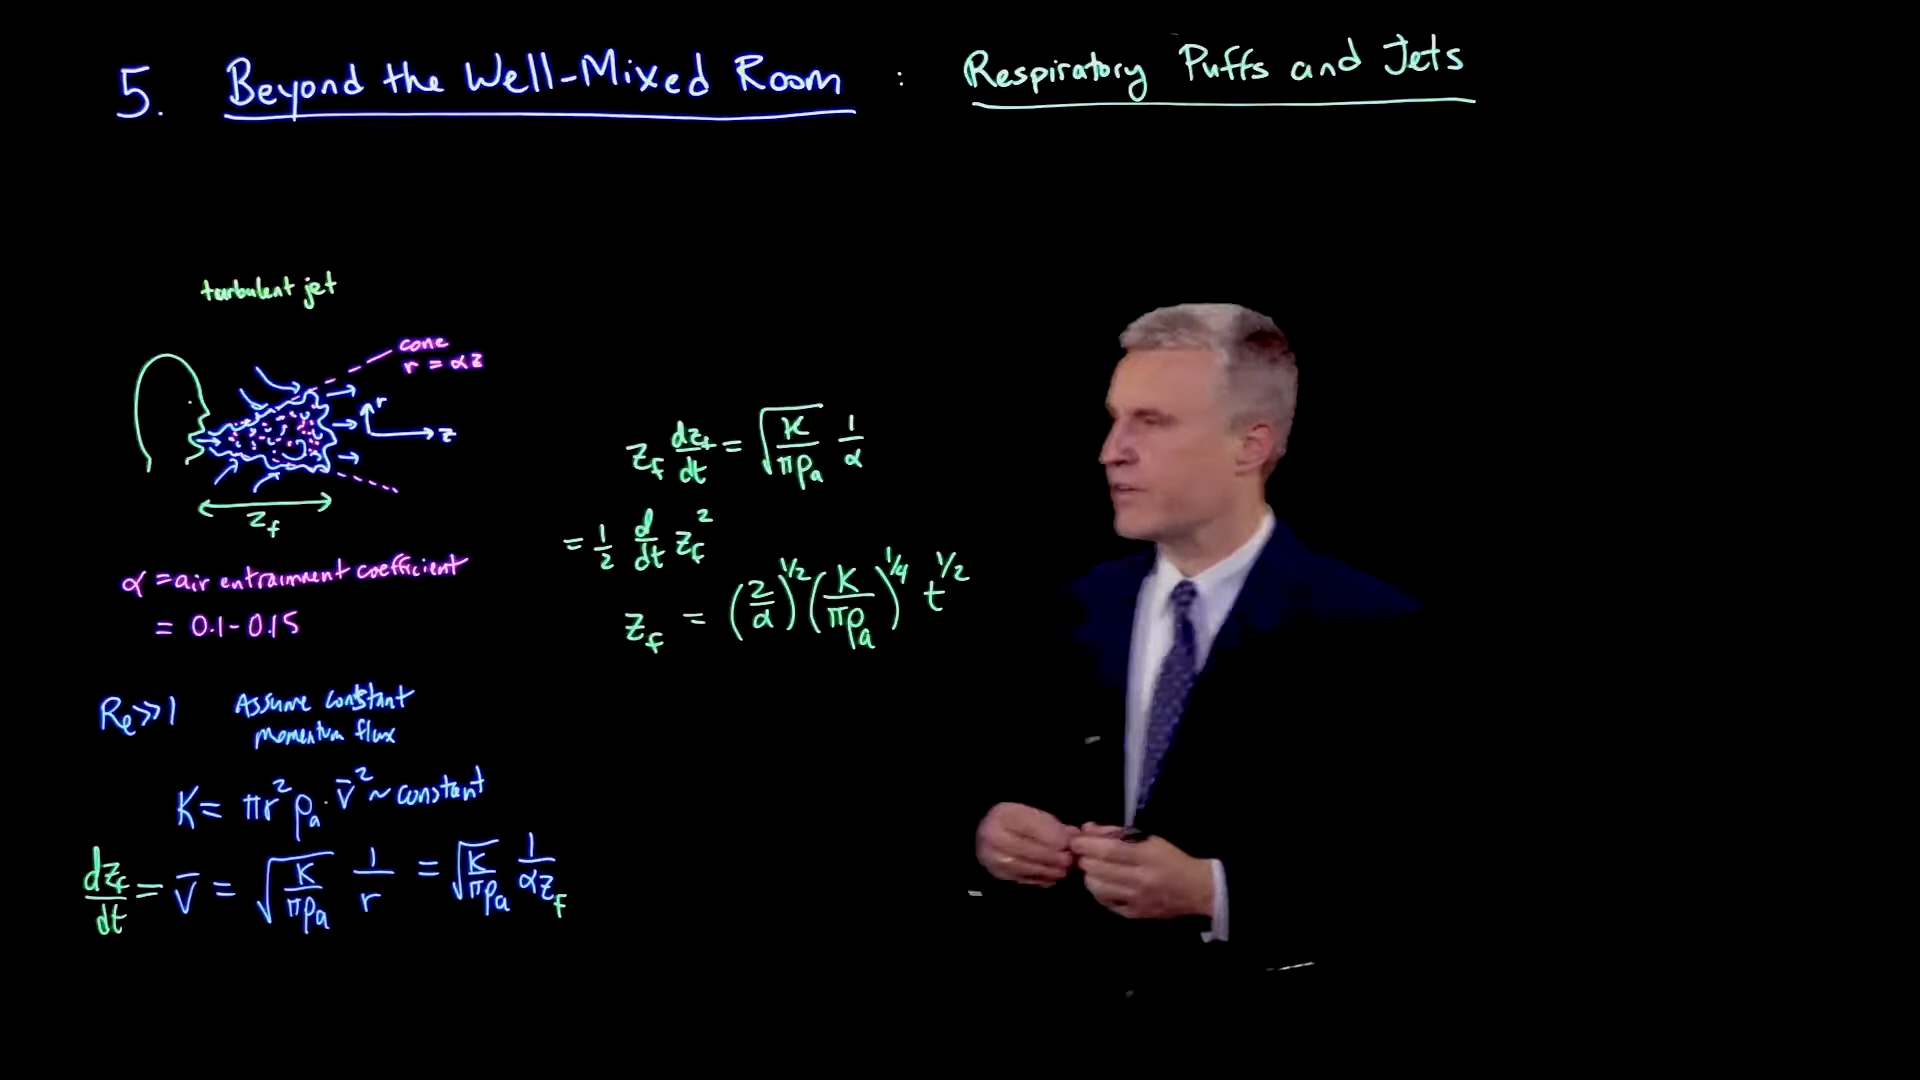 5. Beyond the Well-Mixed Room : Respiratory Puffs and Jets
turbulent jet
cone
r = αz
r
z
z_f
α = air entrainment coefficient
= 0.1 - 0.15
Re >> 1 Assume constant
momentum flux
K = πr² ρ_a · v̄² ~ constant
dz_f/dt = v̄ = √(K/πρ_a) 1/r = √(K/πρ_a) 1/αz_f
z_f dz_f/dt = √(K/πρ_a) 1/α
= 1/2 d/dt z_f²
z_f = (2/α)^1/2 (K/πρ_a)^1/4 t^1/2